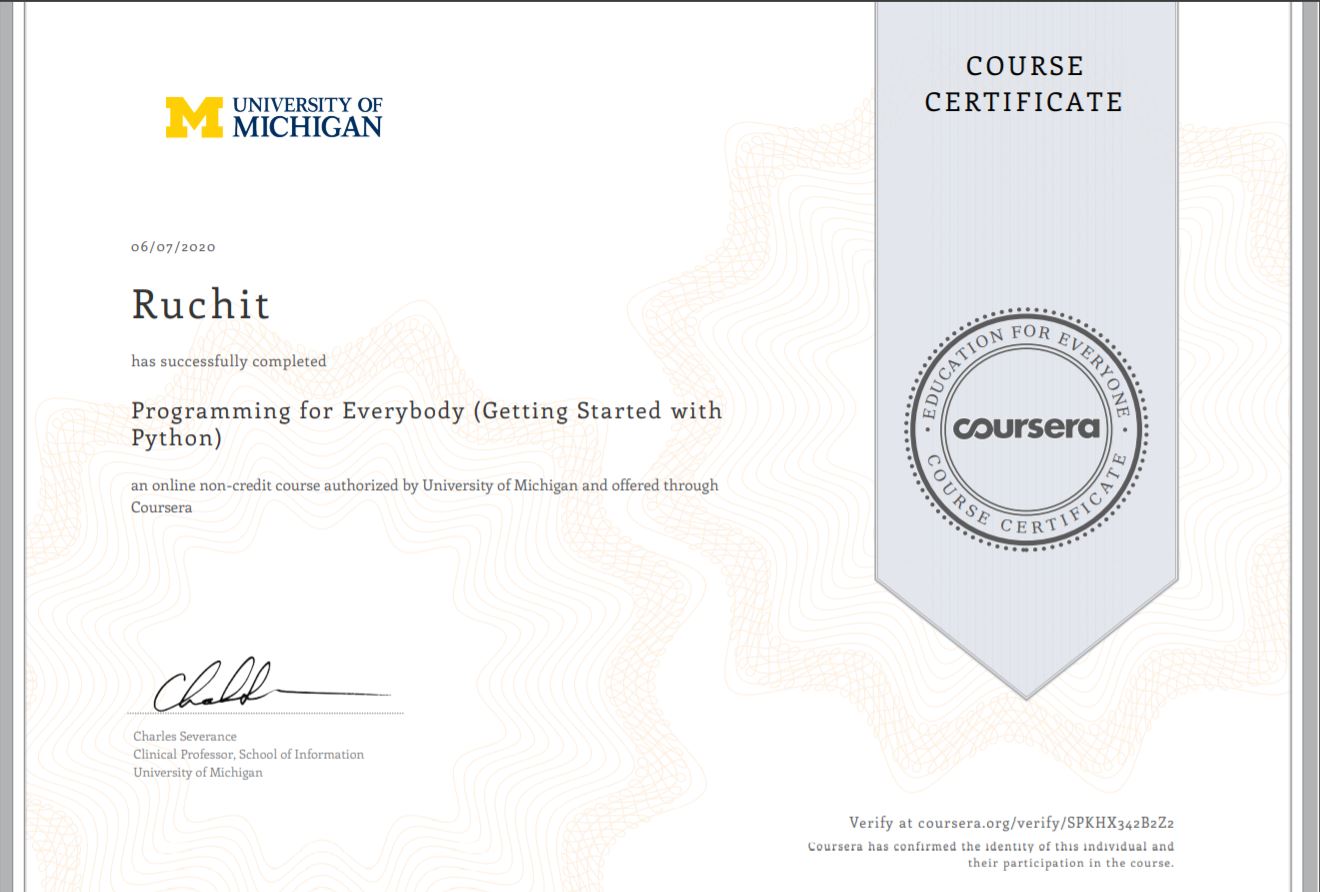 UNIVERSITY OF
MICHIGAN
COURSE
CERTIFICATE
06/07/2020
Ruchit
has successfully completed
Programming for Everybody (Getting Started with
Python)
an online non-credit course authorized by University of Michigan and offered through
Coursera
EDUCATION FOR EVERYONE
coursera
COURSE CERTIFICATE
Charles Severance
Clinical Professor, School of Information
University of Michigan
Verify at coursera.org/verify/SPKHX342B2Z2
Coursera has confirmed the identity of this individual and
their participation in the course.